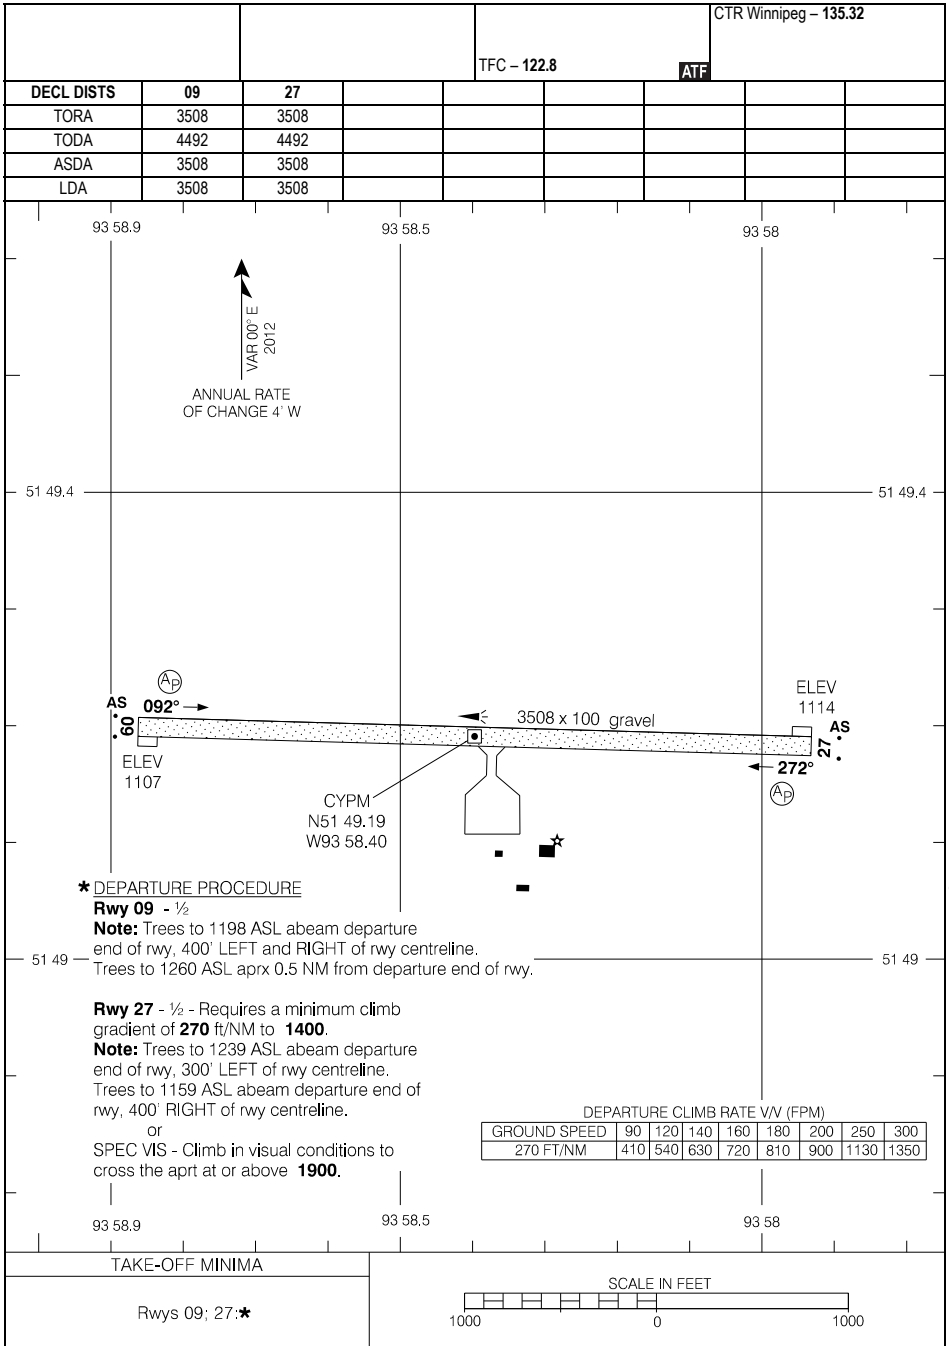 CTR Winnipeg – 135.32
TFC – 122.8 ATF
DECL DISTS 09 27
TORA 3508 3508
TODA 4492 4492
ASDA 3508 3508
LDA 3508 3508
93 58.9 93 58.5 93 58
VAR 00° E
2012
ANNUAL RATE
OF CHANGE 4' W
51 49.4 51 49.4
AP
AS 092°
09
ELEV
1107
3508 x 100 gravel
ELEV
1114
AS
27
272°
AP
CYPM
N51 49.19
W93 58.40
* DEPARTURE PROCEDURE
Rwy 09 - ½
Note: Trees to 1198 ASL abeam departure
end of rwy, 400' LEFT and RIGHT of rwy centreline.
51 49 51 49
Trees to 1260 ASL aprx 0.5 NM from departure end of rwy.
Rwy 27 - ½ - Requires a minimum climb
gradient of 270 ft/NM to 1400.
Note: Trees to 1239 ASL abeam departure
end of rwy, 300' LEFT of rwy centreline.
Trees to 1159 ASL abeam departure end of
rwy, 400' RIGHT of rwy centreline.
or
SPEC VIS - Climb in visual conditions to
cross the aprt at or above 1900.
DEPARTURE CLIMB RATE V/V (FPM)
GROUND SPEED 90 120 140 160 180 200 250 300
270 FT/NM 410 540 630 720 810 900 1130 1350
93 58.9 93 58.5 93 58
TAKE-OFF MINIMA
Rwys 09; 27:*
SCALE IN FEET
1000 0 1000